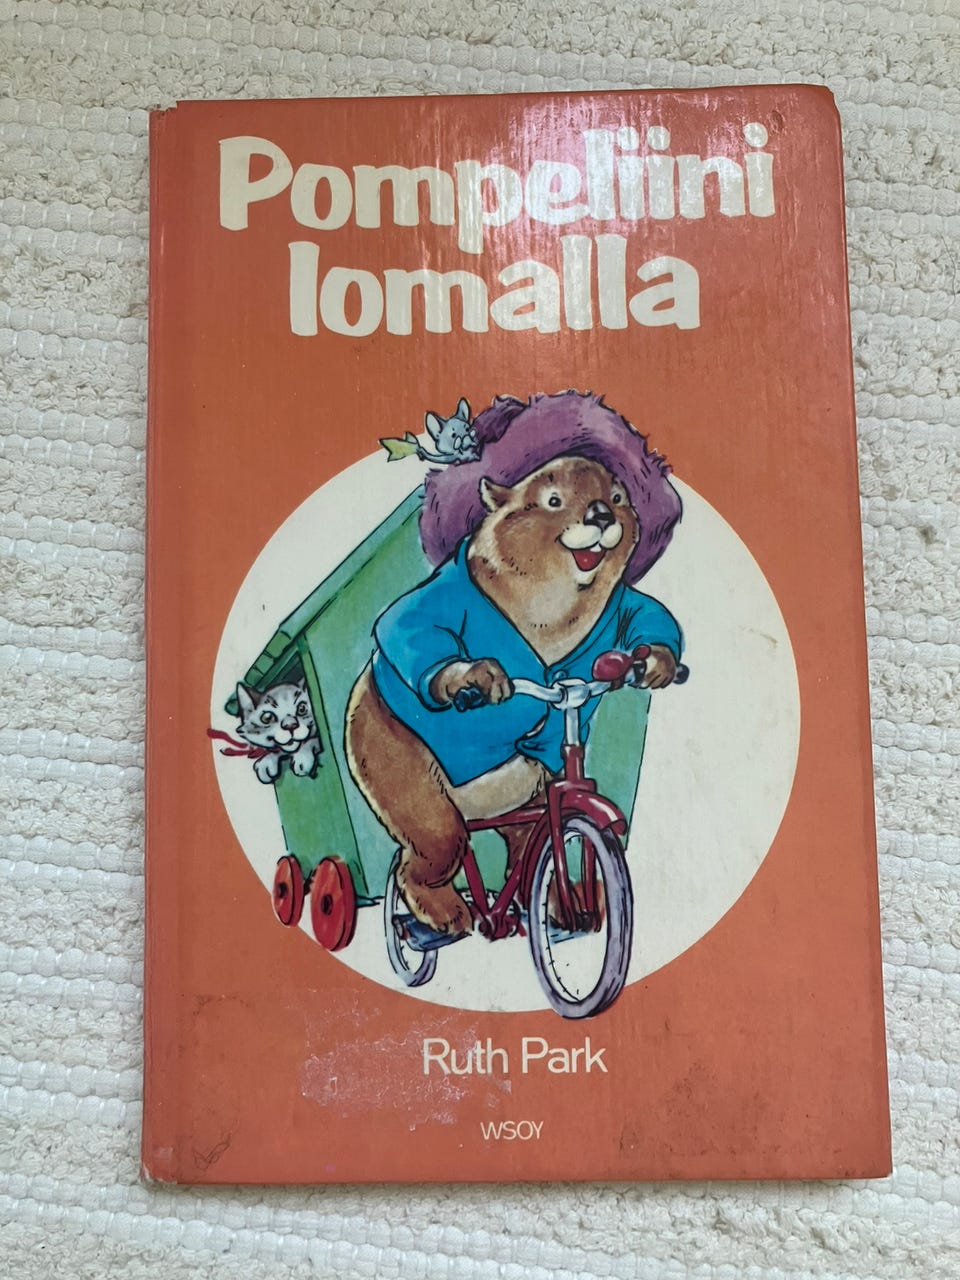 Pompeliini
lomalla
Ruth Park
WSOY